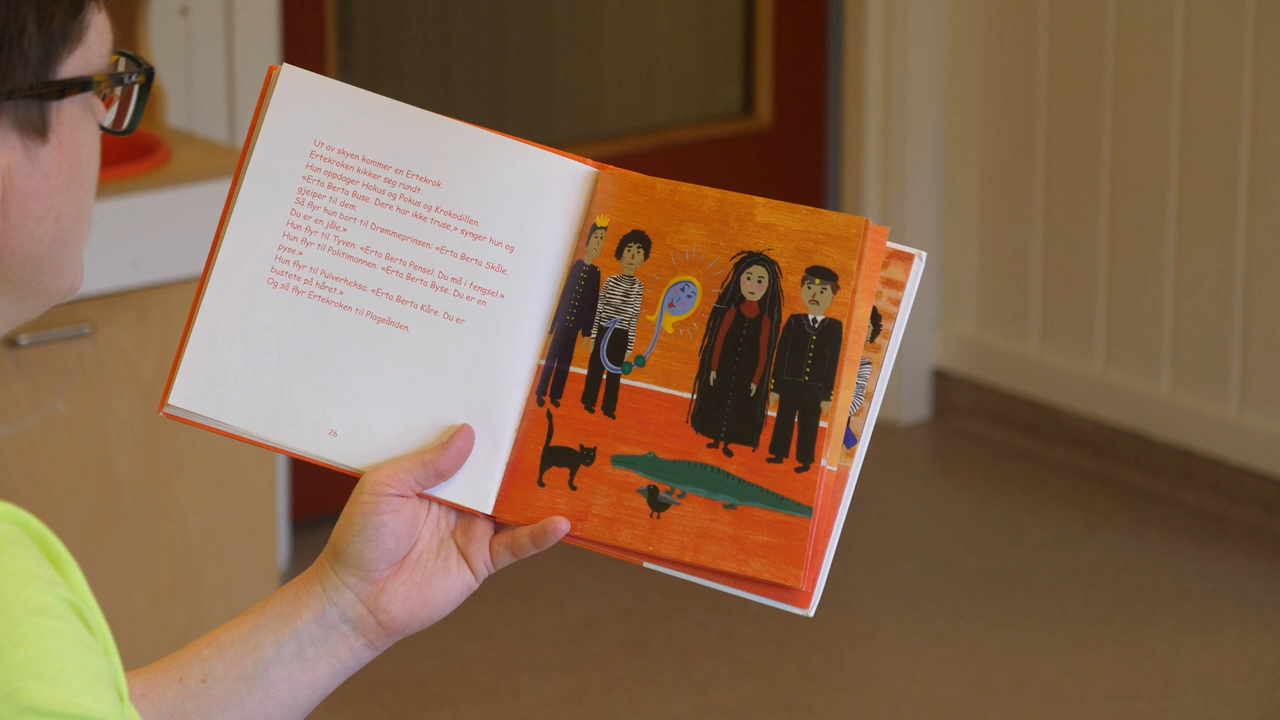 Ut av skyen kommer en Ertekrok.
Ertekroken kikker seg rundt.
Hun oppdager Hokus og Pokus og Krokodillen.
«Erta Berta Buse. Dere har ikke truse,» synger hun og
gjeiper til dem.
Så flyr hun bort til Drømmeprinsen: «Erta Berta Skåle.
Du er en jåle.»
Hun flyr til Tyven: «Erta Berta Pensel. Du må i fengsel.»
Hun flyr til Politimannen: «Erta Berta Byse. Du er en
pyse.»
Hun flyr til Pulverheksa: «Erta Berta Kåre. Du er
bustete på håret.»
Og så flyr Ertekroken til Plageånden.
26